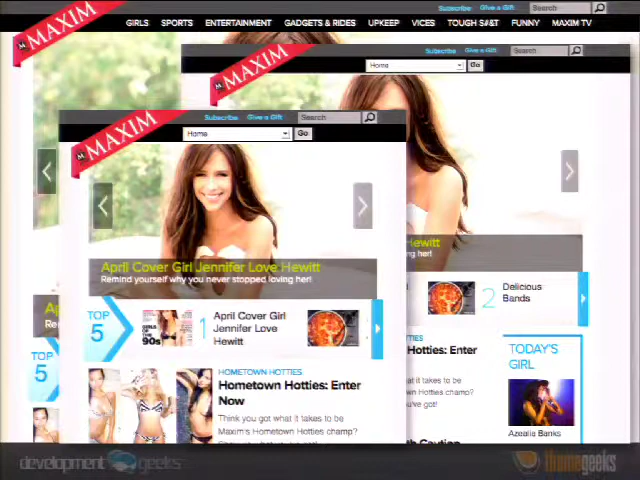 Subscribe Give a Gift Search
GIRLS SPORTS ENTERTAINMENT GADGETS & RIDES UPKEEP VICES TOUGH S#&T FUNNY MAXIM TV
MAXIM
Subscribe Give a Gift Search
Home Go
MAXIM
Subscribe Give a Gift Search
Home Go
MAXIM
April Cover Girl Jennifer Love Hewitt
Remind yourself why you never stopped loving her!
Hewitt
her!
TOP
5
GIRLS
OF THE
90s
1
April Cover Girl
Jennifer Love
Hewitt
2
Delicious
Bands
TOP
5
HOMETOWN HOTTIES
Hometown Hotties: Enter
Now
Think you got what it takes to be
Maxim's Hometown Hotties champ?
Hotties: Enter
it takes to be
Hotties champ?
've got!
TODAY'S
GIRL
Azealia Banks
development geeks
themegeeks